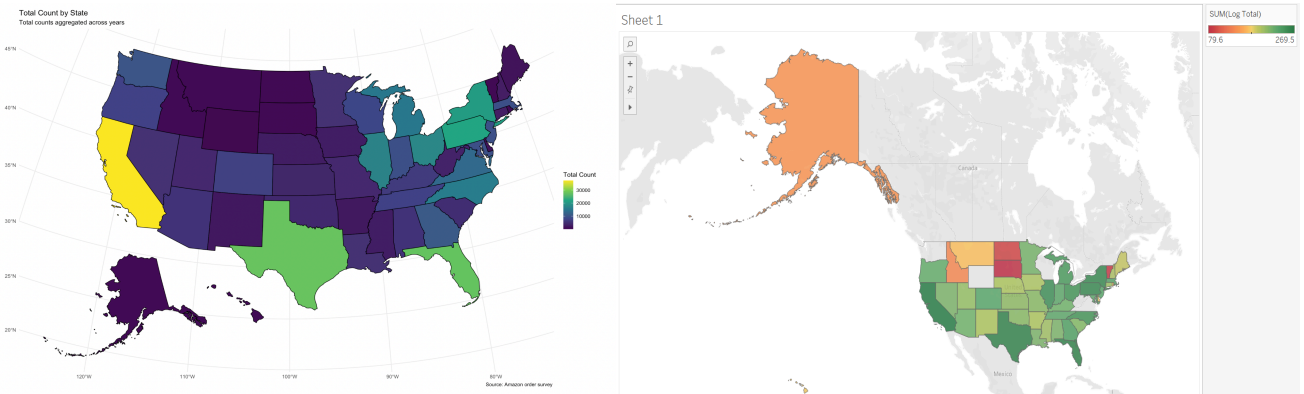 Total Count by State
Total counts aggregated across years
45°N
40°N
35°N
30°N
25°N
20°N
120°W
110°W
100°W
90°W
80°W
Total Count
30000
20000
10000
Source: Amazon order survey
Sheet 1
Canada
Mexico
SUM(Log Total)
79.6
269.5